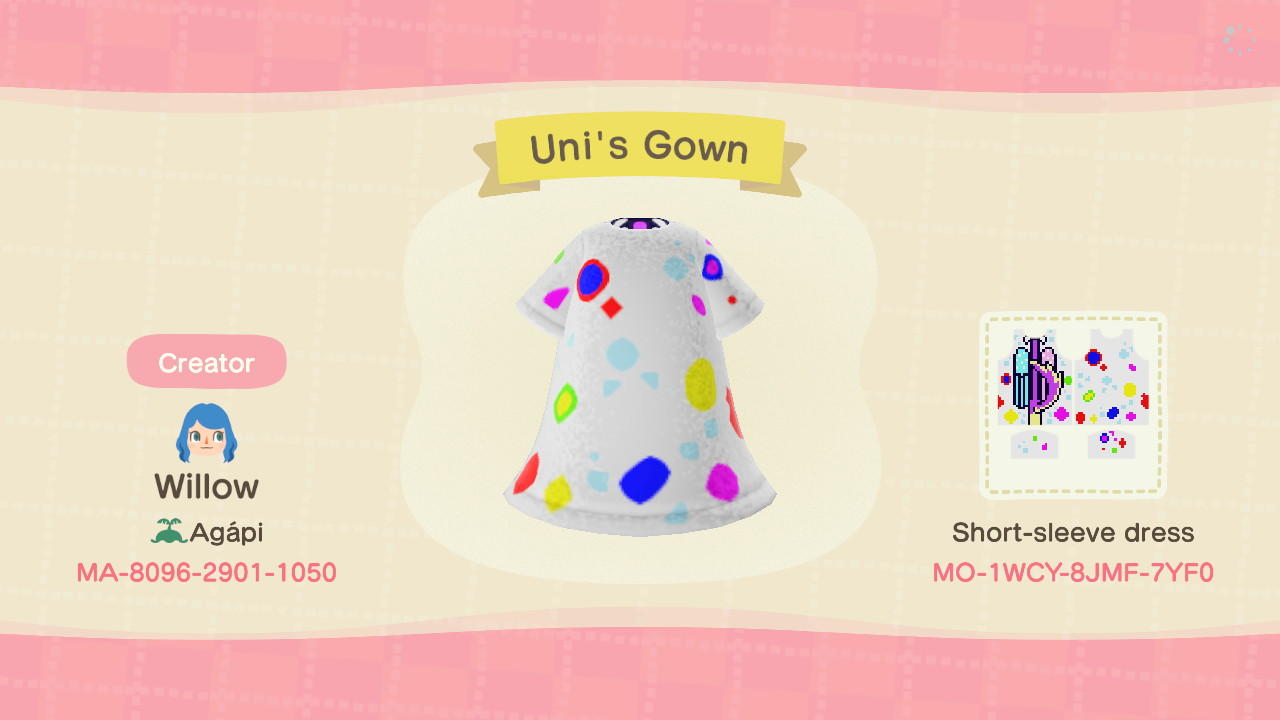 Uni's Gown
Creator
Willow
Agápi
MA-8096-2901-1050
Short-sleeve dress
MO-1WCY-8JMF-7YF0